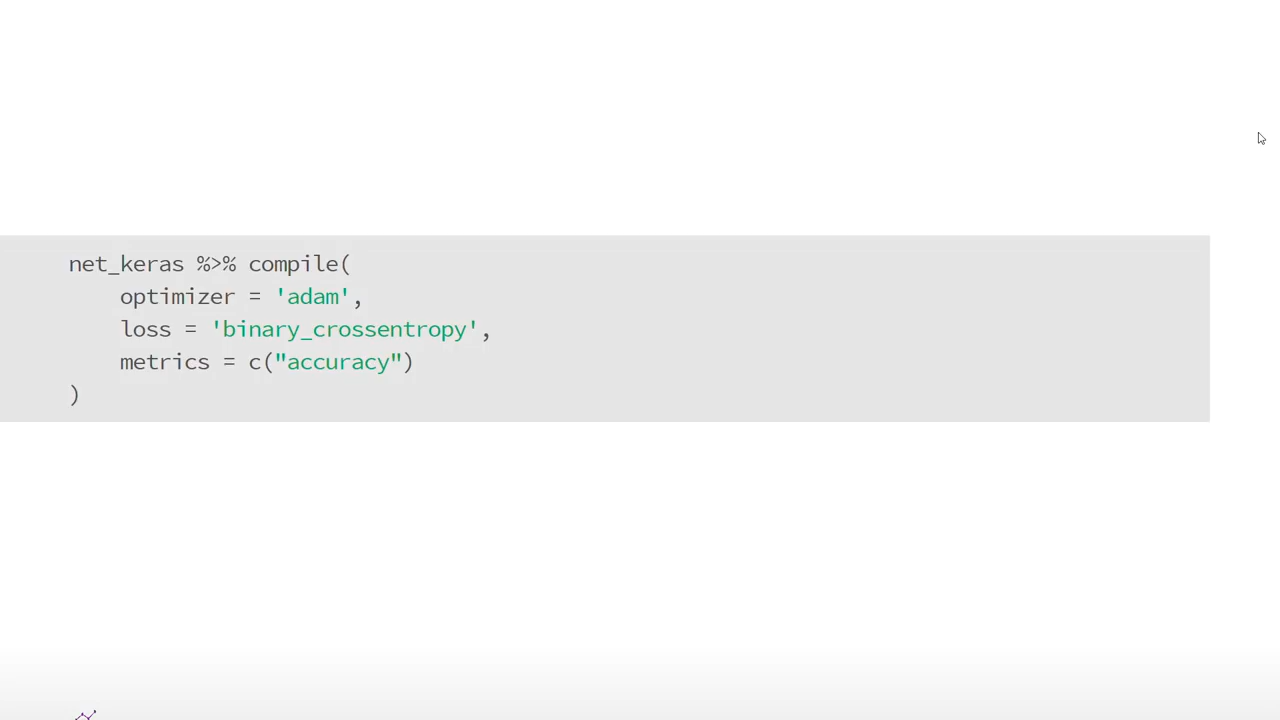 net_keras %>% compile(
    optimizer = 'adam',
    loss = 'binary_crossentropy',
    metrics = c("accuracy")
)